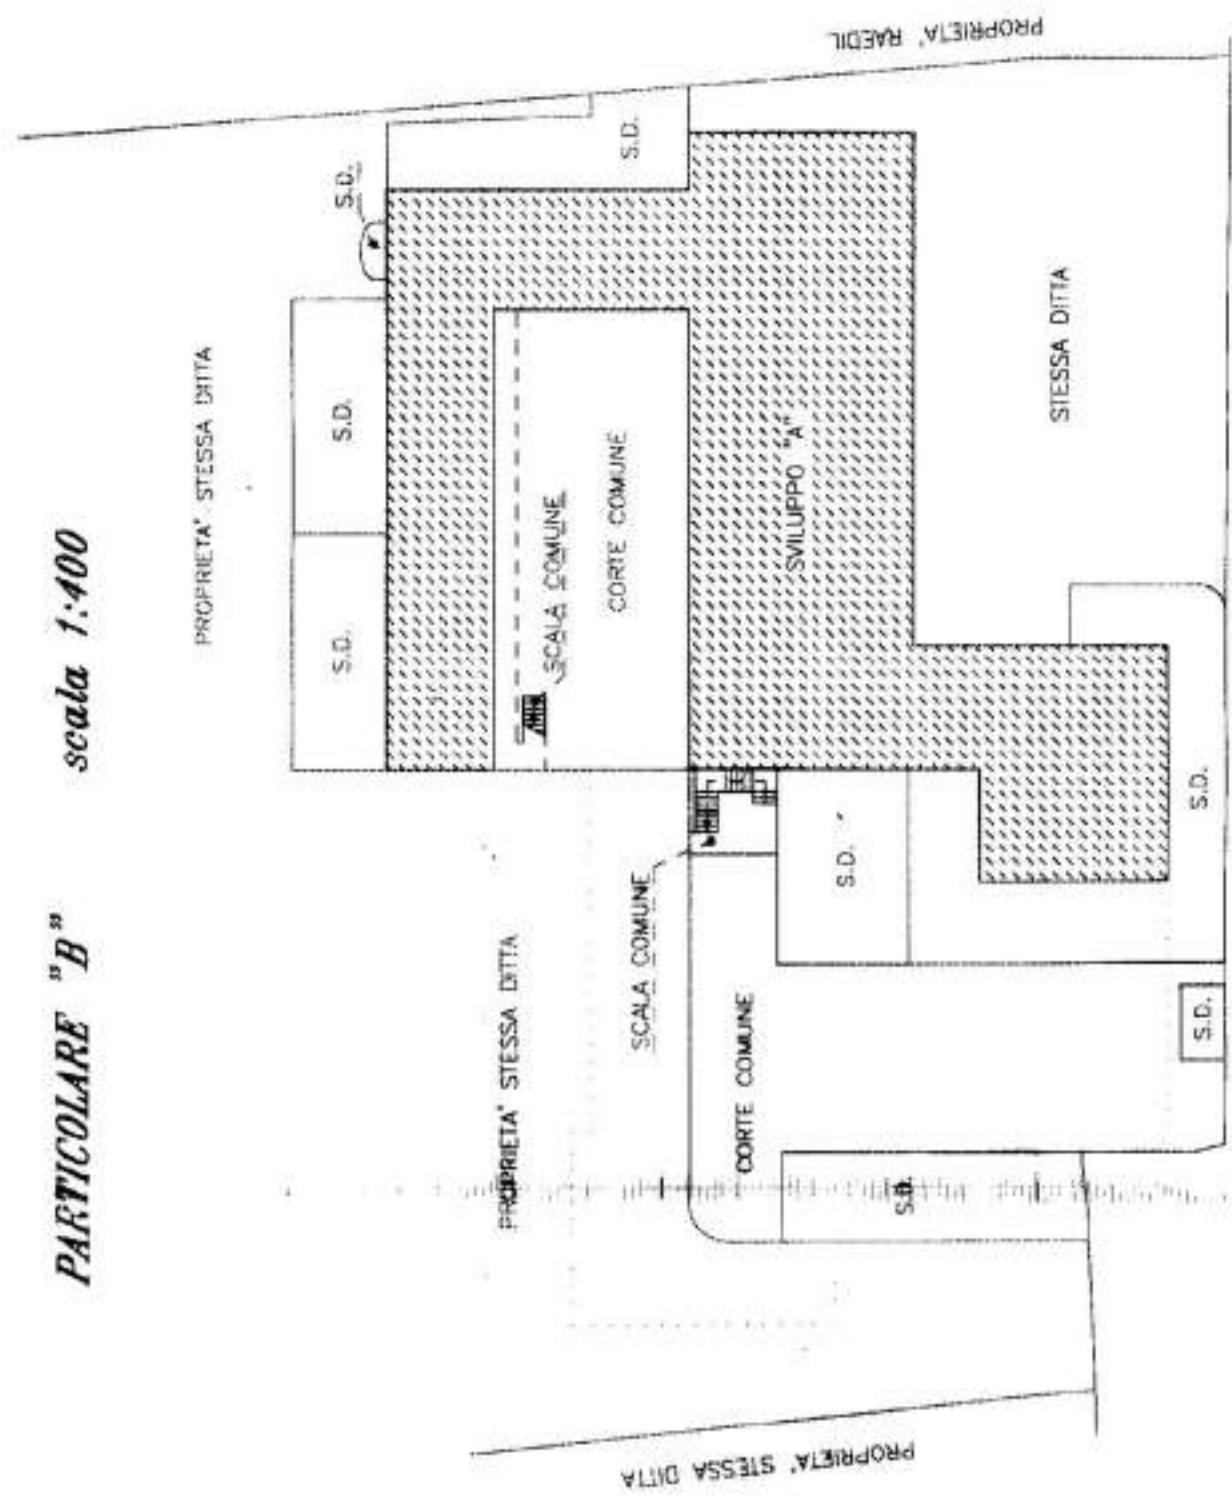 PARTICOLARE "B" scala 1:400
PROPRIETA' STESSA DITTA
S.D.
S.D.
S.D.
S.D.
PROPRIETA' RAEDIL
SCALA COMUNE
CORTE COMUNE
SVILUPPO "A"
STESSA DITTA
PROPRIETA' STESSA DITTA
SCALA COMUNE
CORTE COMUNE
S.D.
S.D.
S.D.
S.D.
PROPRIETA' STESSA DITTA